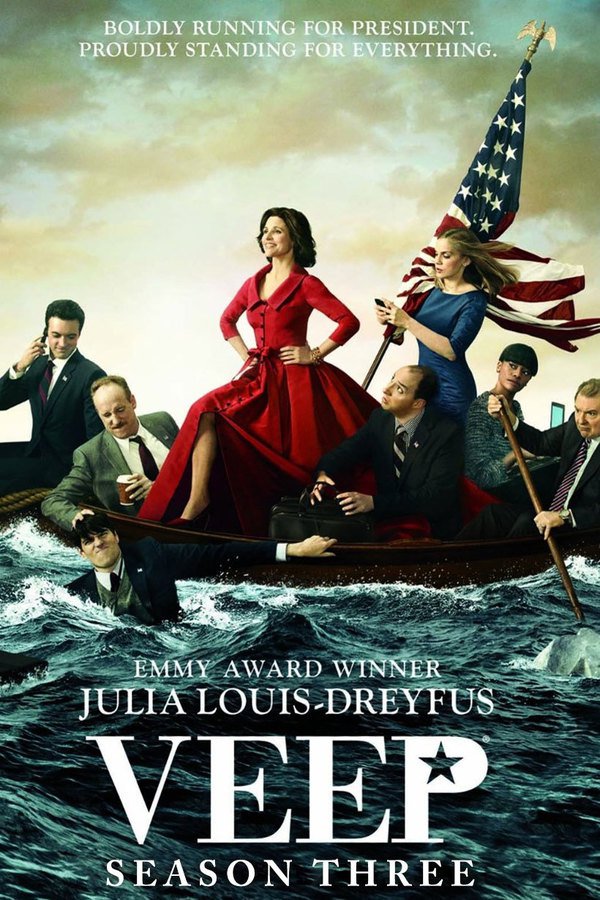 BOLDLY RUNNING FOR PRESIDENT.
PROUDLY STANDING FOR EVERYTHING.
EMMY AWARD WINNER
JULIA LOUIS-DREYFUS
VEEP®
SEASON THREE